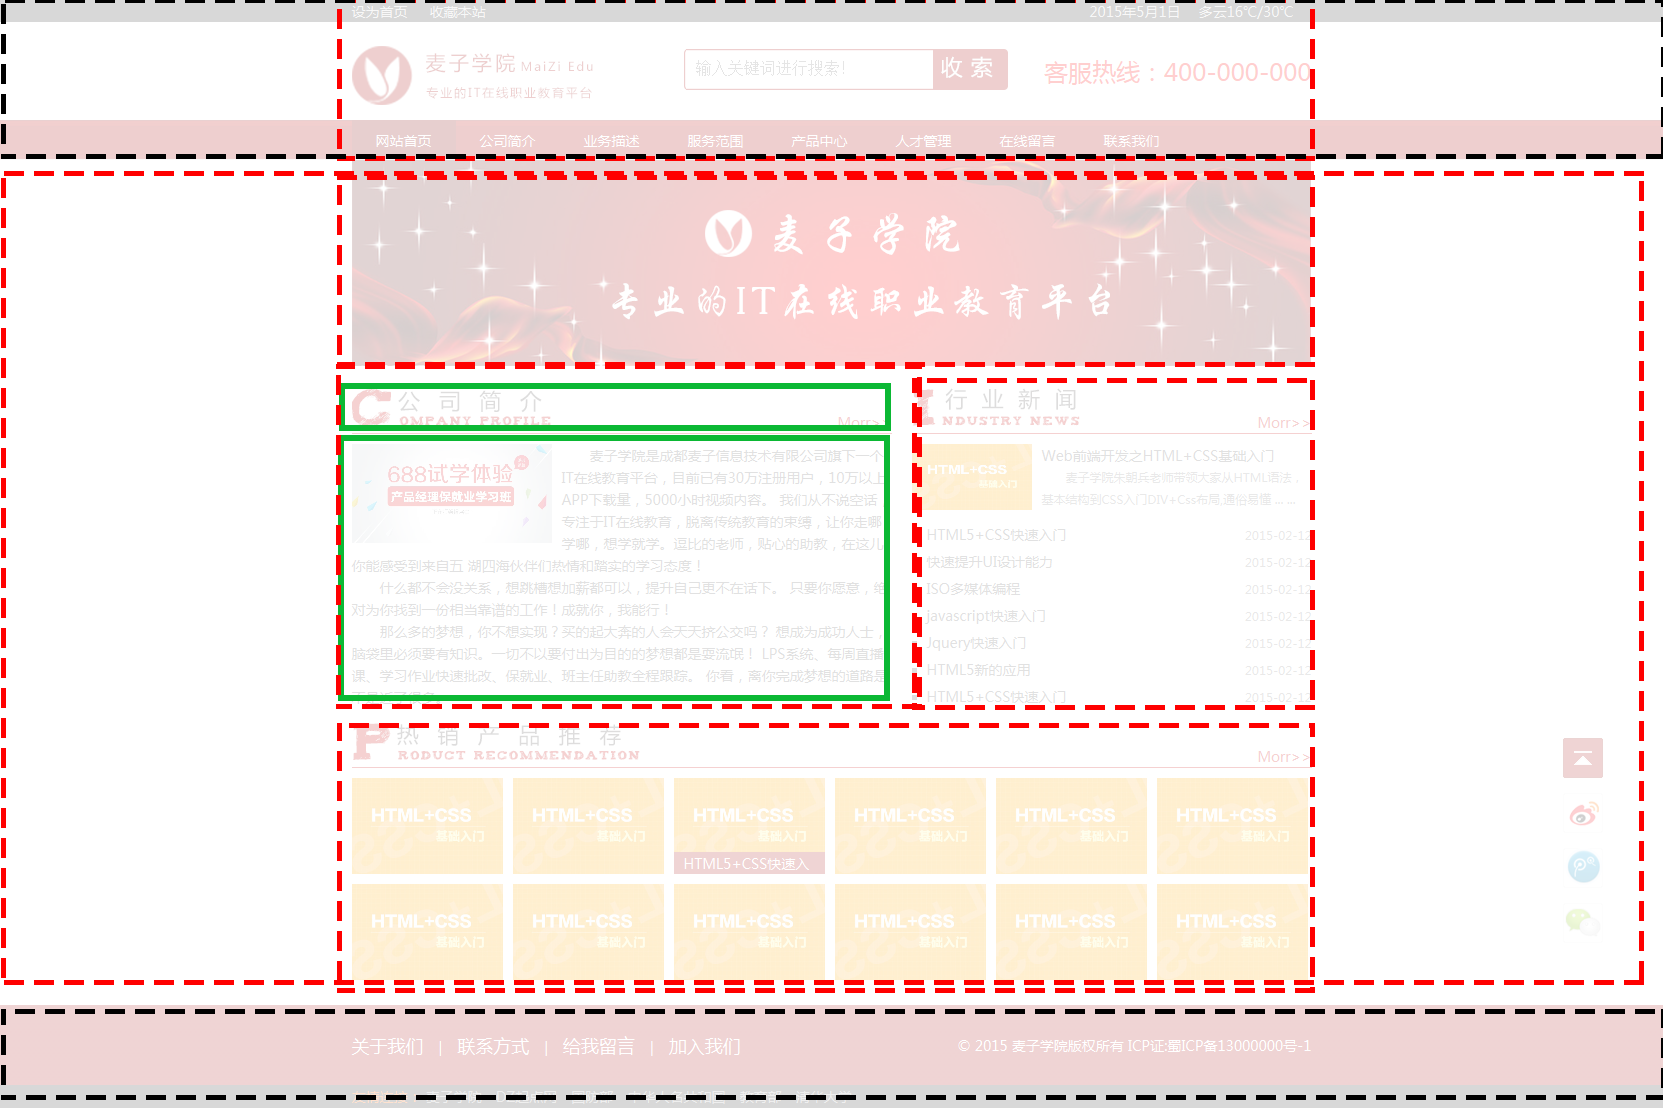 设为首页 收藏本站 2015年5月1日 多云16℃/30℃
麦子学院 MaiZi Edu
专业的IT在线职业教育平台
输入关键词进行搜索!
收索
客服热线：400-000-000
网站首页 公司简介 业务描述 服务范围 产品中心 人才管理 在线留言 联系我们
麦子学院
专业的IT在线职业教育平台
公司简介
COMPANY PROFILE
Morr>
688试学体验
产品经理保就业学习班
麦子学院是成都麦子信息技术有限公司旗下一个
IT在线教育平台，目前已有30万注册用户，10万以上
APP下载量，5000小时视频内容。 我们从不说空话
专注于IT在线教育，脱离传统教育的束缚，让你走哪
学哪，想学就学。逗比的老师，贴心的助教，在这儿
你能感受到来自五 湖四海伙伴们热情和踏实的学习态度！
什么都不会没关系，想跳槽想加薪都可以，提升自己更不在话下。 只要你愿意，绝
对为你找到一份相当靠谱的工作！成就你，我能行！
那么多的梦想，你不想实现？买的起大奔的人会天天挤公交吗？ 想成为成功人士，
脑袋里必须要有知识。一切不以要付出为目的的梦想都是耍流氓！ LPS系统、每周直播
课、学习作业快速批改、保就业、班主任助教全程跟踪。 你看，离你完成梦想的道路是
行业新闻
INDUSTRY NEWS
Morr>>
HTML+CSS
基础入门
Web前端开发之HTML+CSS基础入门
麦子学院朱朝兵老师带领大家从HTML语法，
基本结构到CSS入门DIV+Css布局,通俗易懂 ... ...
HTML5+CSS快速入门 2015-02-12
快速提升UI设计能力 2015-02-12
ISO多媒体编程 2015-02-12
javascript快速入门 2015-02-12
Jquery快速入门 2015-02-12
HTML5新的应用 2015-02-12
HTML5+CSS快速入门 2015-02-12
热销产品推荐
PRODUCT RECOMMENDATION
Morr>>
HTML+CSS HTML+CSS HTML+CSS HTML+CSS HTML+CSS HTML+CSS
基础入门 基础入门 基础入门 基础入门 基础入门 基础入门
HTML5+CSS快速入
HTML+CSS HTML+CSS HTML+CSS HTML+CSS HTML+CSS HTML+CSS
基础入门 基础入门 基础入门 基础入门 基础入门 基础入门
关于我们 | 联系方式 | 给我留言 | 加入我们
© 2015 麦子学院版权所有 ICP证:蜀ICP备13000000号-1